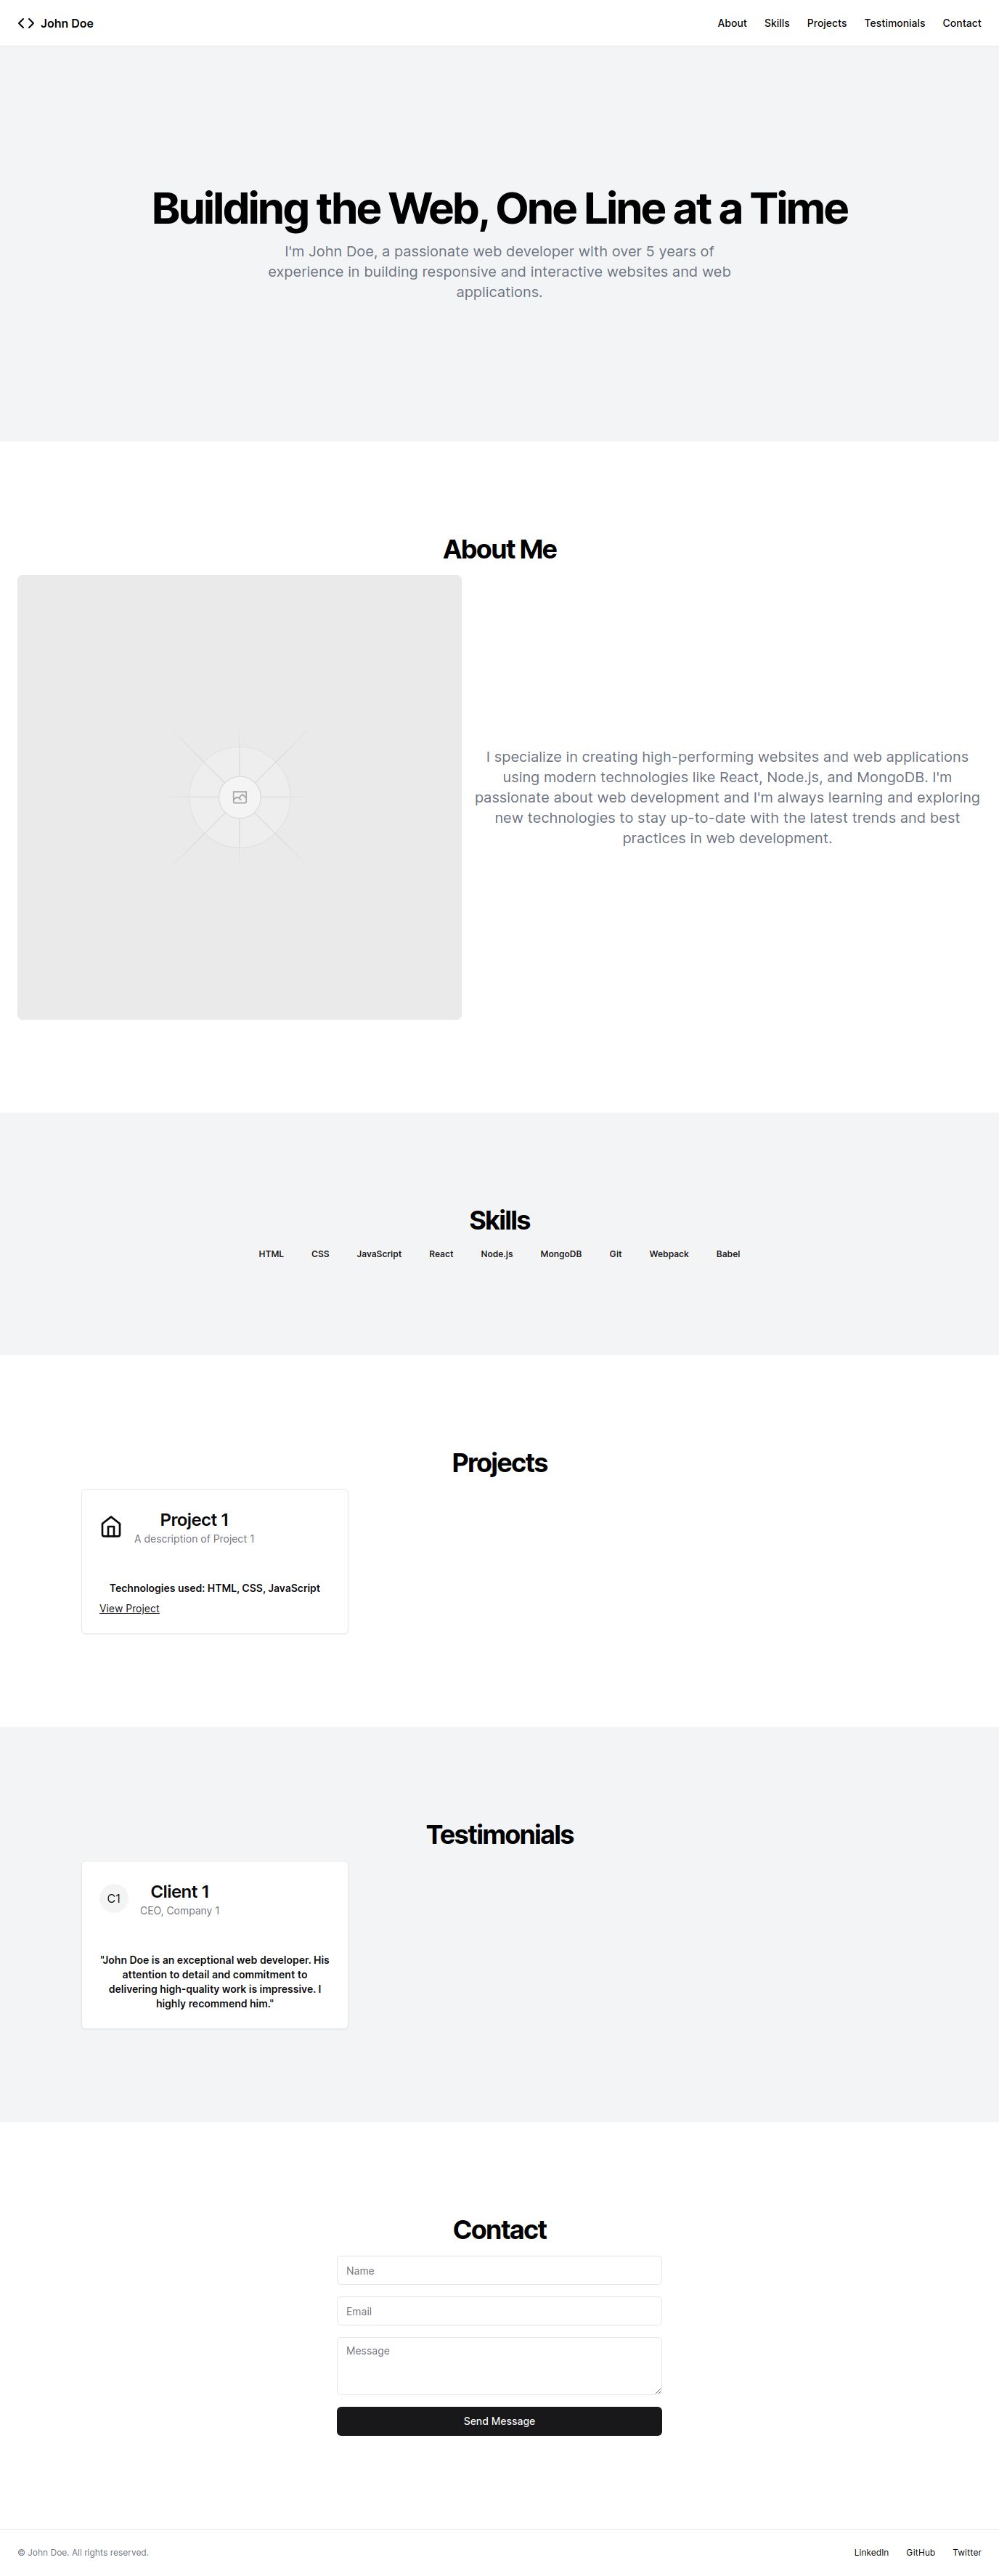 John Doe
About Skills Projects Testimonials Contact
Building the Web, One Line at a Time
I'm John Doe, a passionate web developer with over 5 years of
experience in building responsive and interactive websites and web
applications.
About Me
I specialize in creating high-performing websites and web applications
using modern technologies like React, Node.js, and MongoDB. I'm
passionate about web development and I'm always learning and exploring
new technologies to stay up-to-date with the latest trends and best
practices in web development.
Skills
HTML CSS JavaScript React Node.js MongoDB Git Webpack Babel
Projects
Project 1
A description of Project 1
Technologies used: HTML, CSS, JavaScript
View Project
Testimonials
C1
Client 1
CEO, Company 1
"John Doe is an exceptional web developer. His
attention to detail and commitment to
delivering high-quality work is impressive. I
highly recommend him."
Contact
Name
Email
Message
Send Message
© John Doe. All rights reserved.
LinkedIn GitHub Twitter